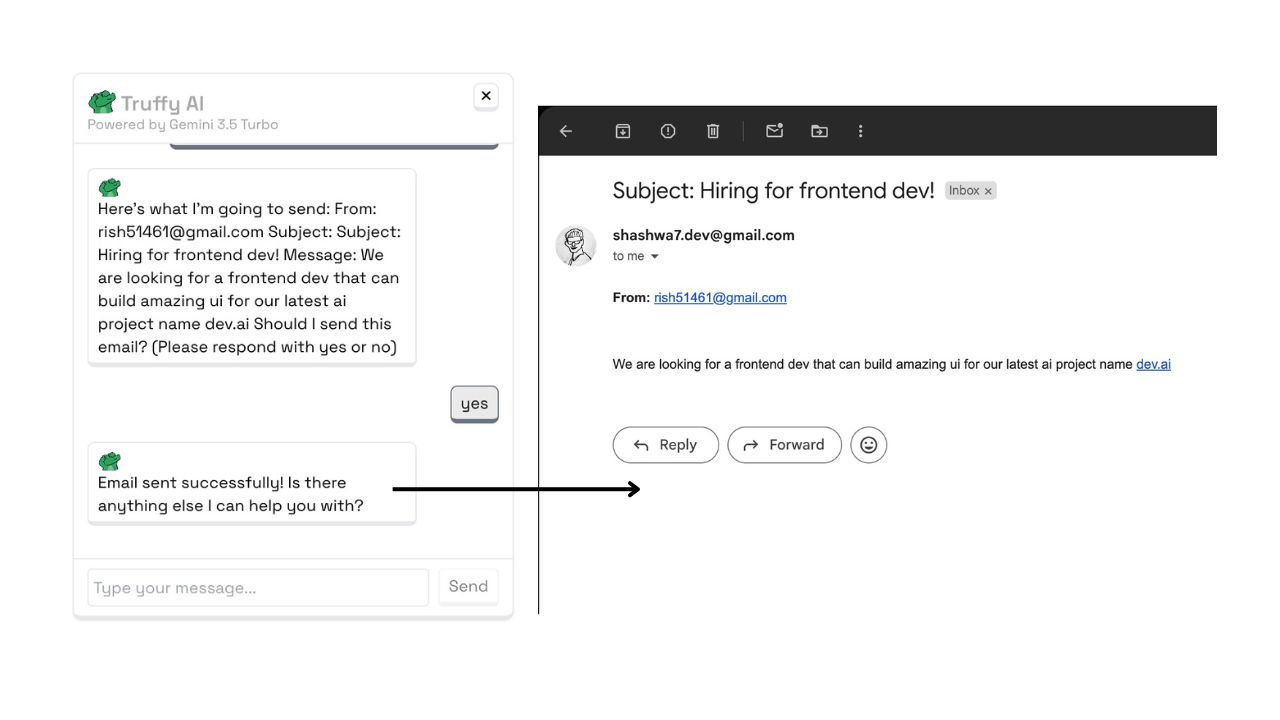 Truffy AI
Powered by Gemini 3.5 Turbo
Here's what I'm going to send: From:
rish51461@gmail.com Subject: Subject:
Hiring for frontend dev! Message: We
are looking for a frontend dev that can
build amazing ui for our latest ai
project name dev.ai Should I send this
email? (Please respond with yes or no)
yes
Email sent successfully! Is there
anything else I can help you with?
Type your message...
Send
Subject: Hiring for frontend dev!
Inbox ×
shashwa7.dev@gmail.com
to me
From: rish51461@gmail.com
We are looking for a frontend dev that can build amazing ui for our latest ai project name dev.ai
Reply
Forward